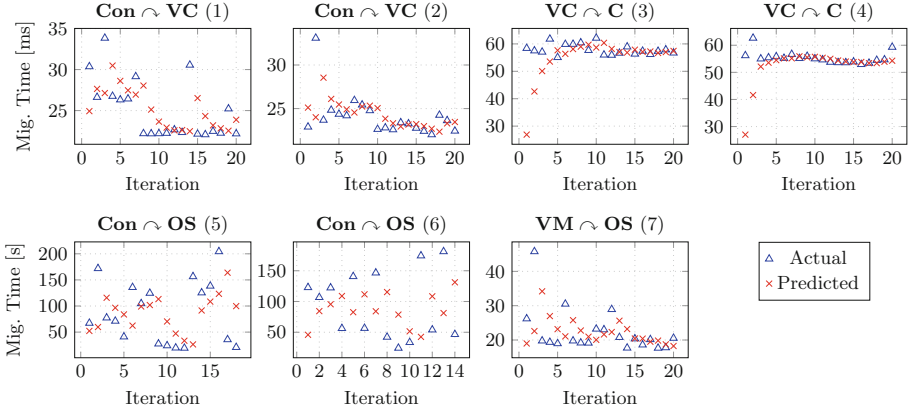 Con ↷ VC (1)
Con ↷ VC (2)
VC ↷ C (3)
VC ↷ C (4)
Mig. Time [ms]
35
30
25
0 5 10 15 20
Iteration
30
25
0 5 10 15 20
Iteration
60
50
40
30
0 5 10 15 20
Iteration
60
50
40
30
0 5 10 15 20
Iteration
Con ↷ OS (5)
Con ↷ OS (6)
VM ↷ OS (7)
Mig. Time [s]
200
150
100
50
0 5 10 15
Iteration
150
100
50
0 2 4 6 8 10 12 14
Iteration
40
30
20
0 5 10 15 20
Iteration
Actual
Predicted